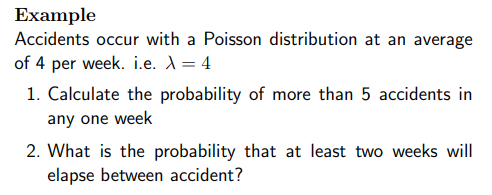 Example
Accidents occur with a Poisson distribution at an average
of 4 per week. i.e. λ = 4
1. Calculate the probability of more than 5 accidents in
any one week
2. What is the probability that at least two weeks will
elapse between accident?